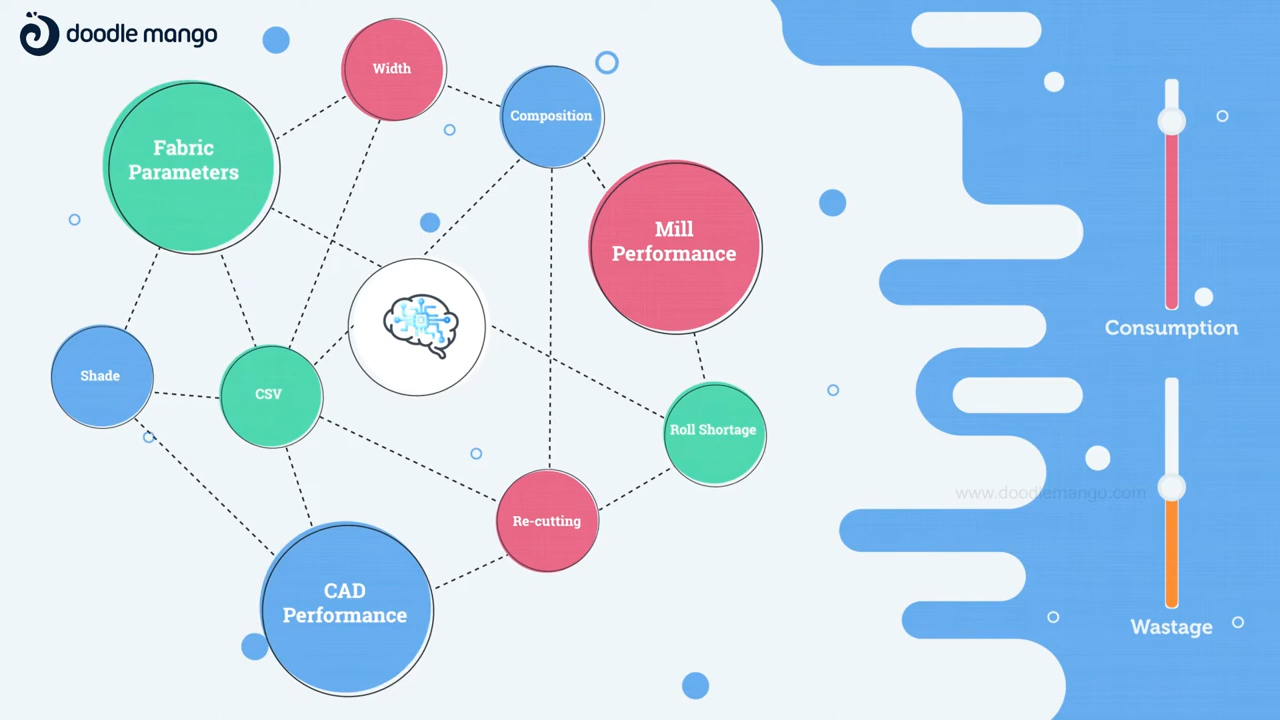 doodle mango
Width
Composition
Fabric
Parameters
Mill
Performance
Shade
CSV
Roll Shortage
Re-cutting
CAD
Performance
Consumption
www.doodlemango.com
Wastage